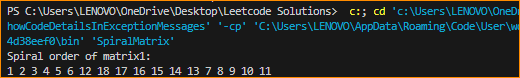 PS C:\Users\LENOVO\OneDrive\Desktop\Leetcode Solutions>  c:; cd 'c:\Users\LENOVO\OneDr
howCodeDetailsInExceptionMessages' '-cp' 'C:\Users\LENOVO\AppData\Roaming\Code\User\w
4d38eef0\bin' 'SpiralMatrix'
Spiral order of matrix1:
1 2 3 4 5 6 12 18 17 16 15 14 13 7 8 9 10 11